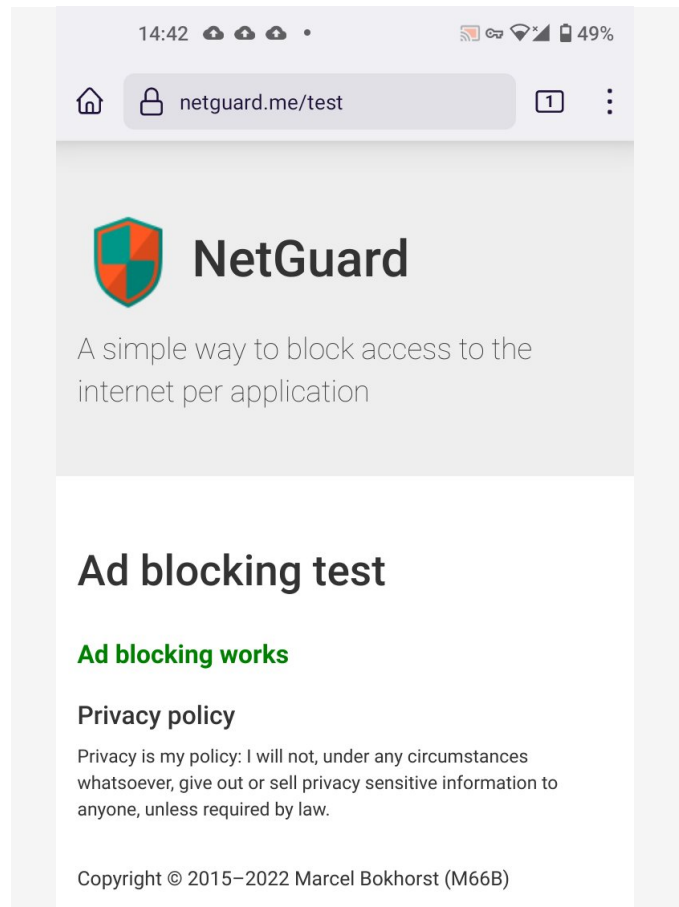 14:42 49%
netguard.me/test 1
NetGuard
A simple way to block access to the
internet per application
Ad blocking test
Ad blocking works
Privacy policy
Privacy is my policy: I will not, under any circumstances
whatsoever, give out or sell privacy sensitive information to
anyone, unless required by law.
Copyright © 2015–2022 Marcel Bokhorst (M66B)